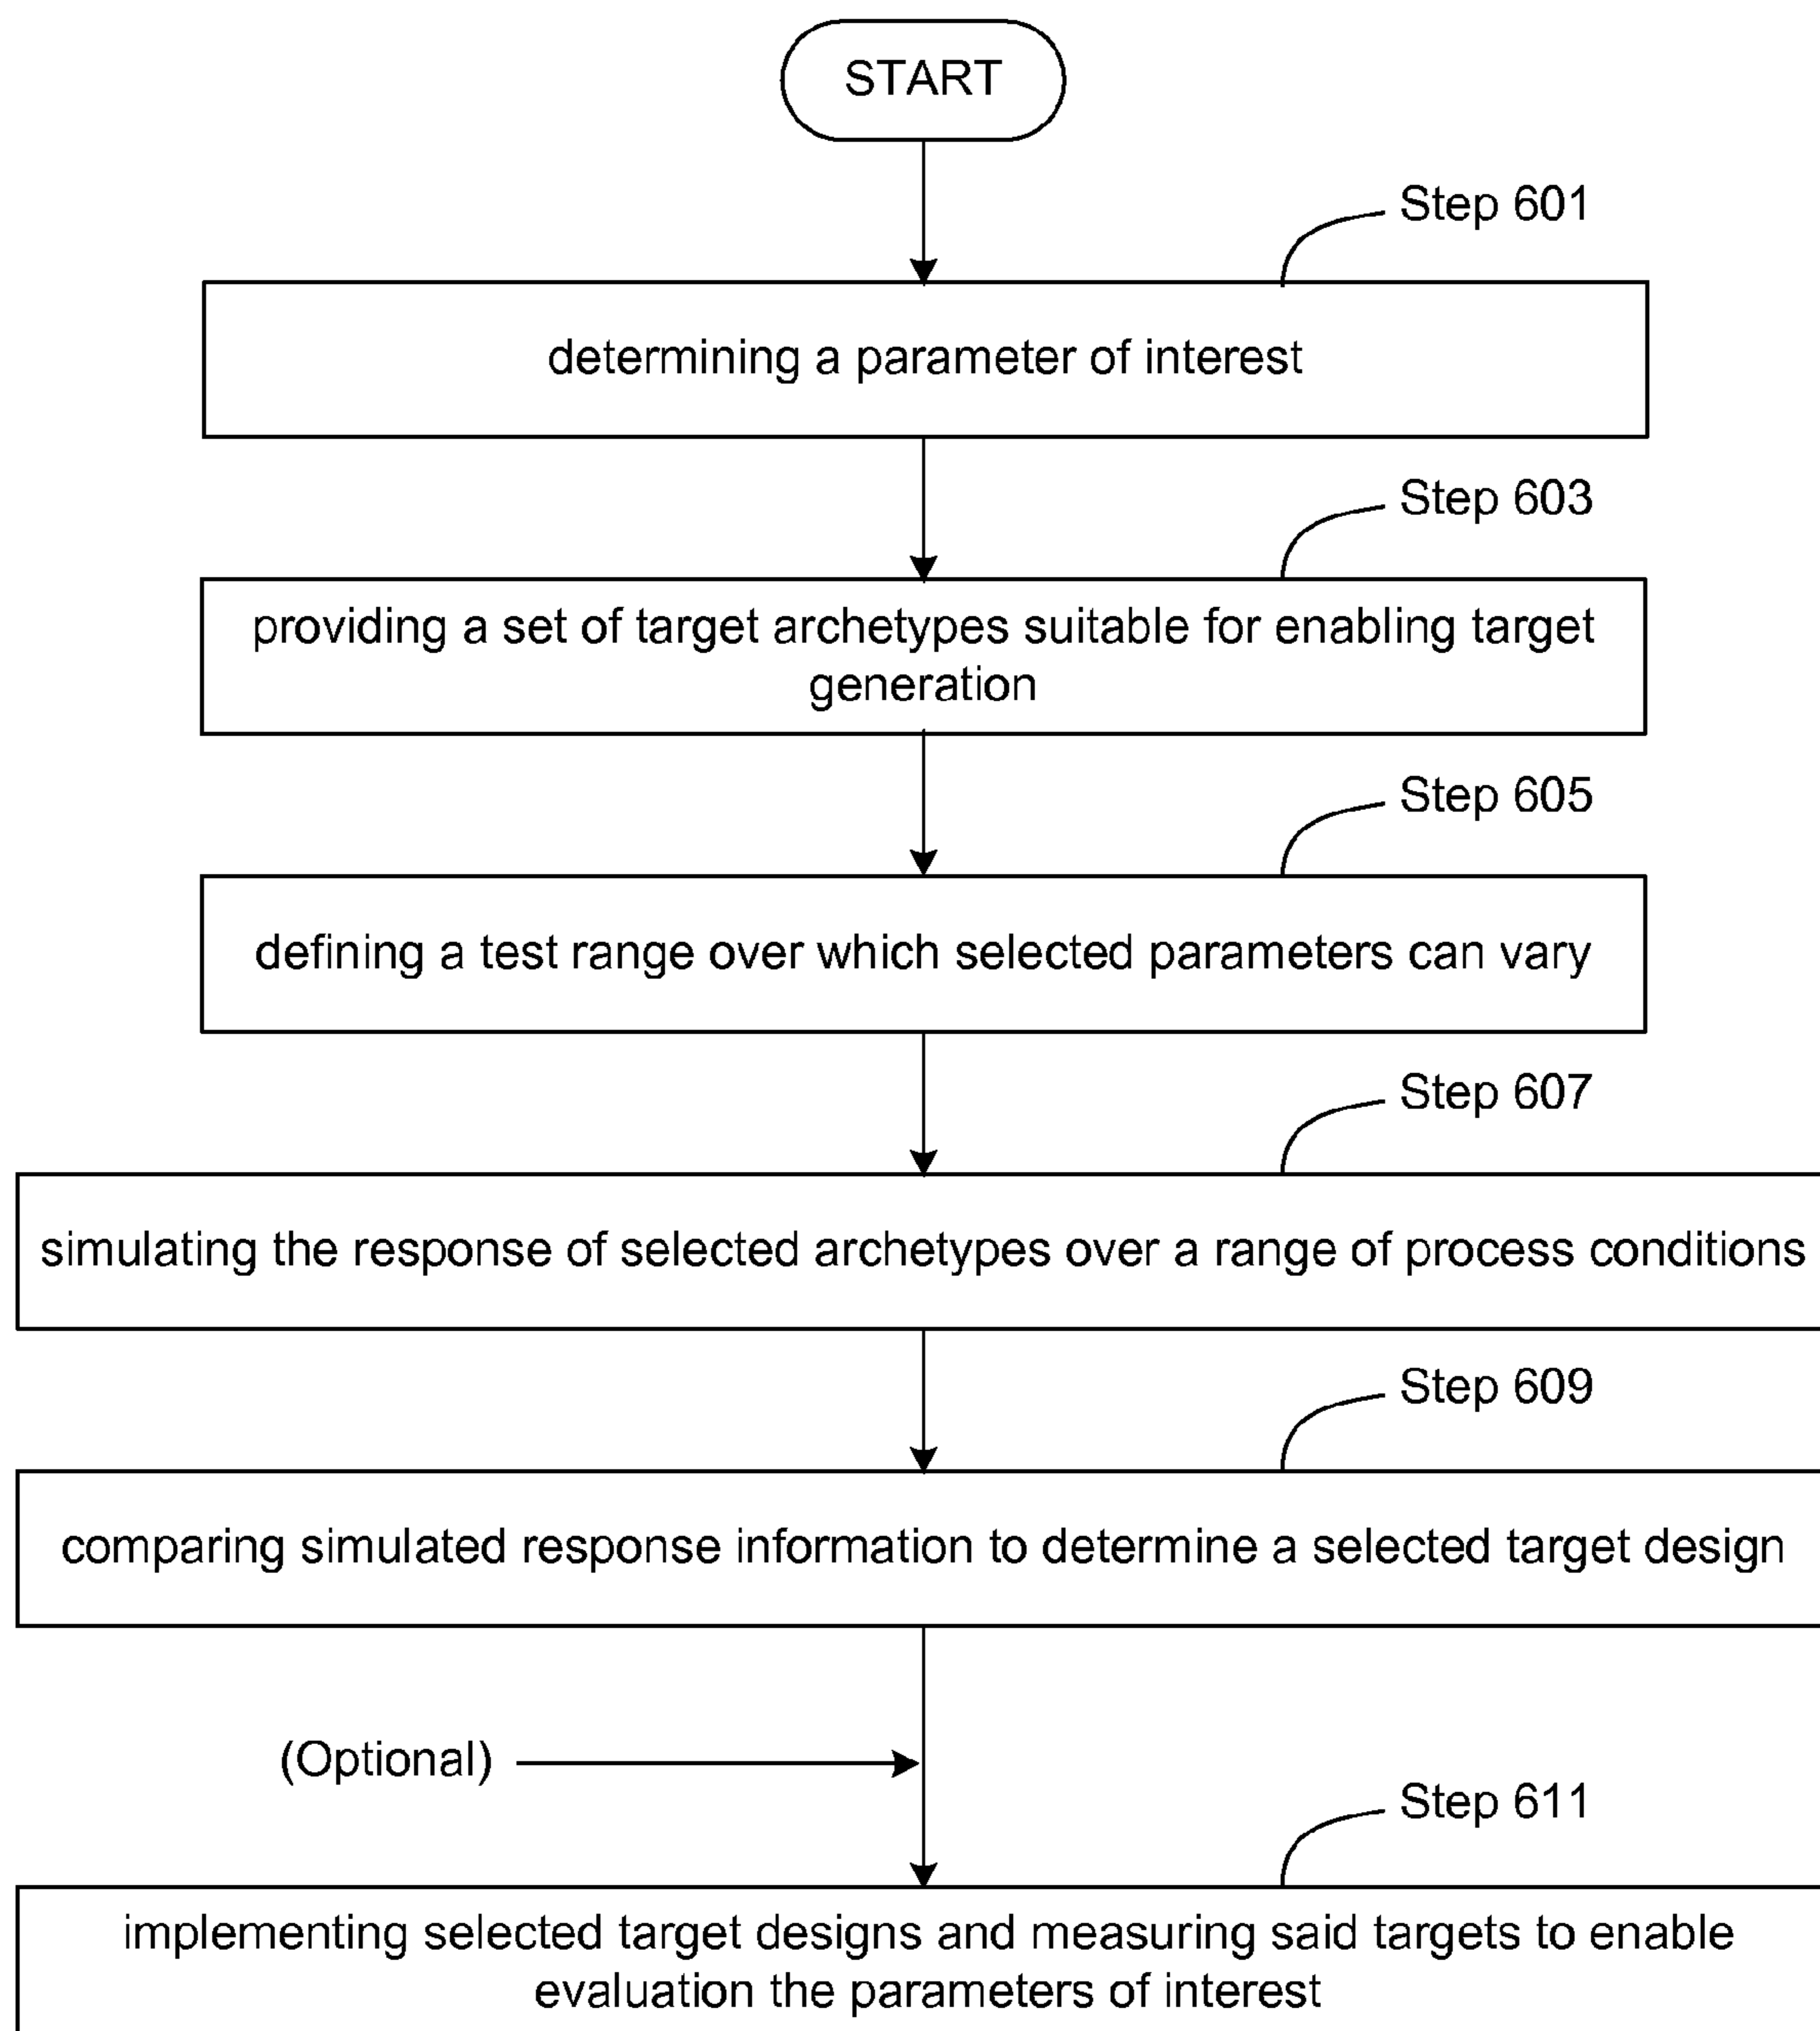 START
Step 601
determining a parameter of interest
Step 603
providing a set of target archetypes suitable for enabling target
generation
Step 605
defining a test range over which selected parameters can vary
Step 607
simulating the response of selected archetypes over a range of process conditions
Step 609
comparing simulated response information to determine a selected target design
(Optional)
Step 611
implementing selected target designs and measuring said targets to enable
evaluation the parameters of interest